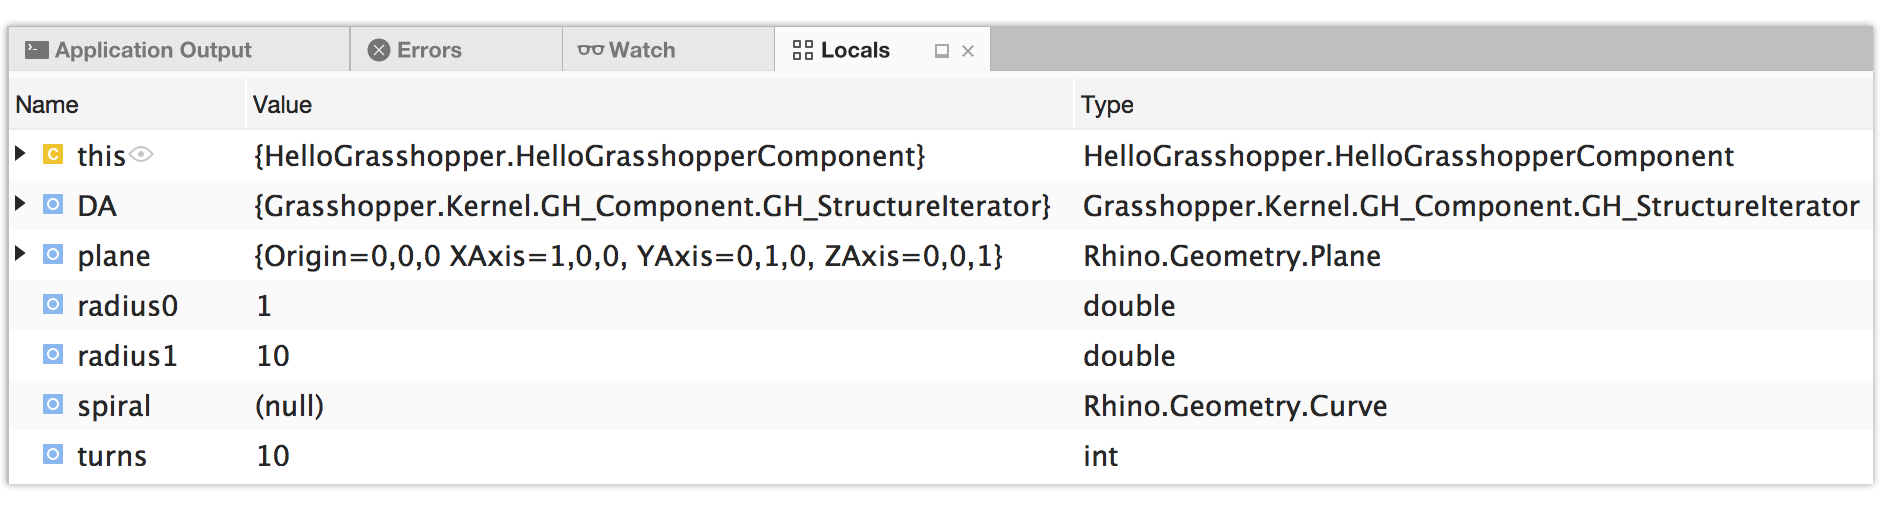 Application Output Errors Watch Locals
Name Value Type
this {HelloGrasshopper.HelloGrasshopperComponent} HelloGrasshopper.HelloGrasshopperComponent
DA {Grasshopper.Kernel.GH_Component.GH_StructureIterator} Grasshopper.Kernel.GH_Component.GH_StructureIterator
plane {Origin=0,0,0 XAxis=1,0,0, YAxis=0,1,0, ZAxis=0,0,1} Rhino.Geometry.Plane
radius0 1 double
radius1 10 double
spiral (null) Rhino.Geometry.Curve
turns 10 int